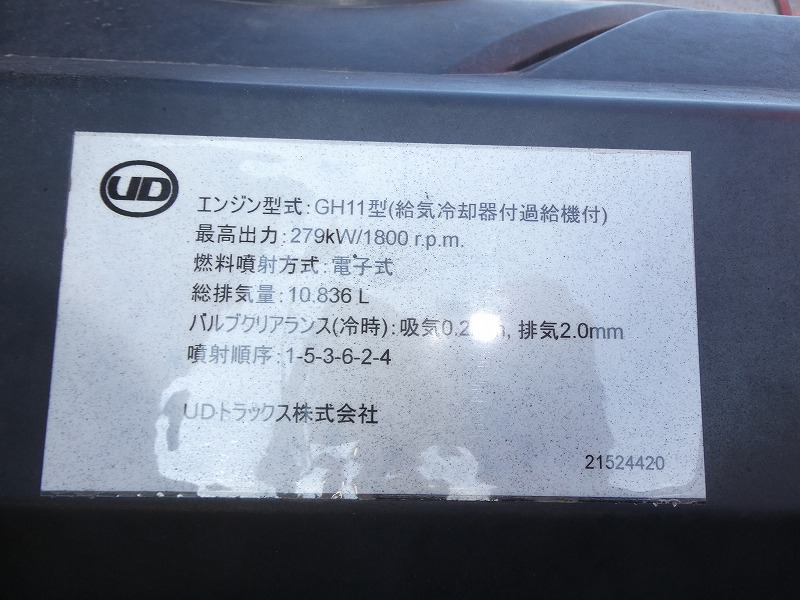 UD
エンジン型式:GH11型(給気冷却器付過給機付)
最高出力:279kW/1800 r.p.m.
燃料噴射方式:電子式
総排気量:10.836 L
バルブクリアランス(冷時):吸気 排気2.0mm
噴射順序:1-5-3-6-2-4
UDトラックス株式会社
21524420